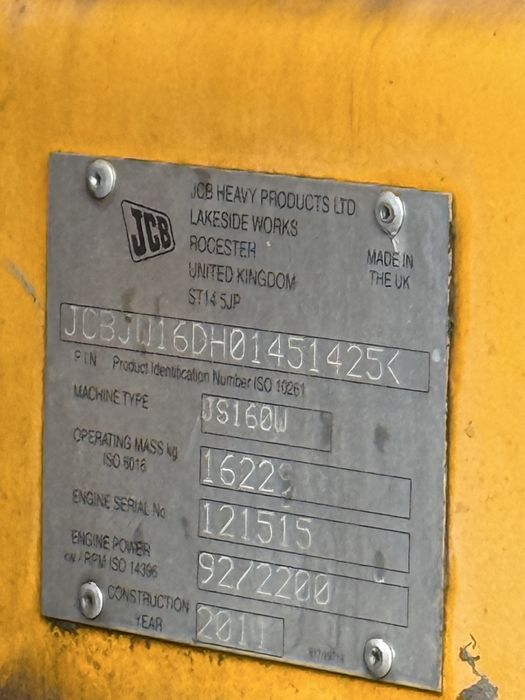 JCB
JCB HEAVY PRODUCTS LTD
LAKESIDE WORKS
ROCESTER
UNITED KINGDOM
ST14 5JP
MADE IN
THE UK
JCBJW16DH01451425<
P I N Product Identification Number (ISO 10261
MACHINE TYPE
JS160W
OPERATING MASS kg
ISO 6016
ENGINE SERIAL No
121515
ENGINE POWER
kW / RPM ISO 14396
92/2200
CONSTRUCTION
YEAR
2011